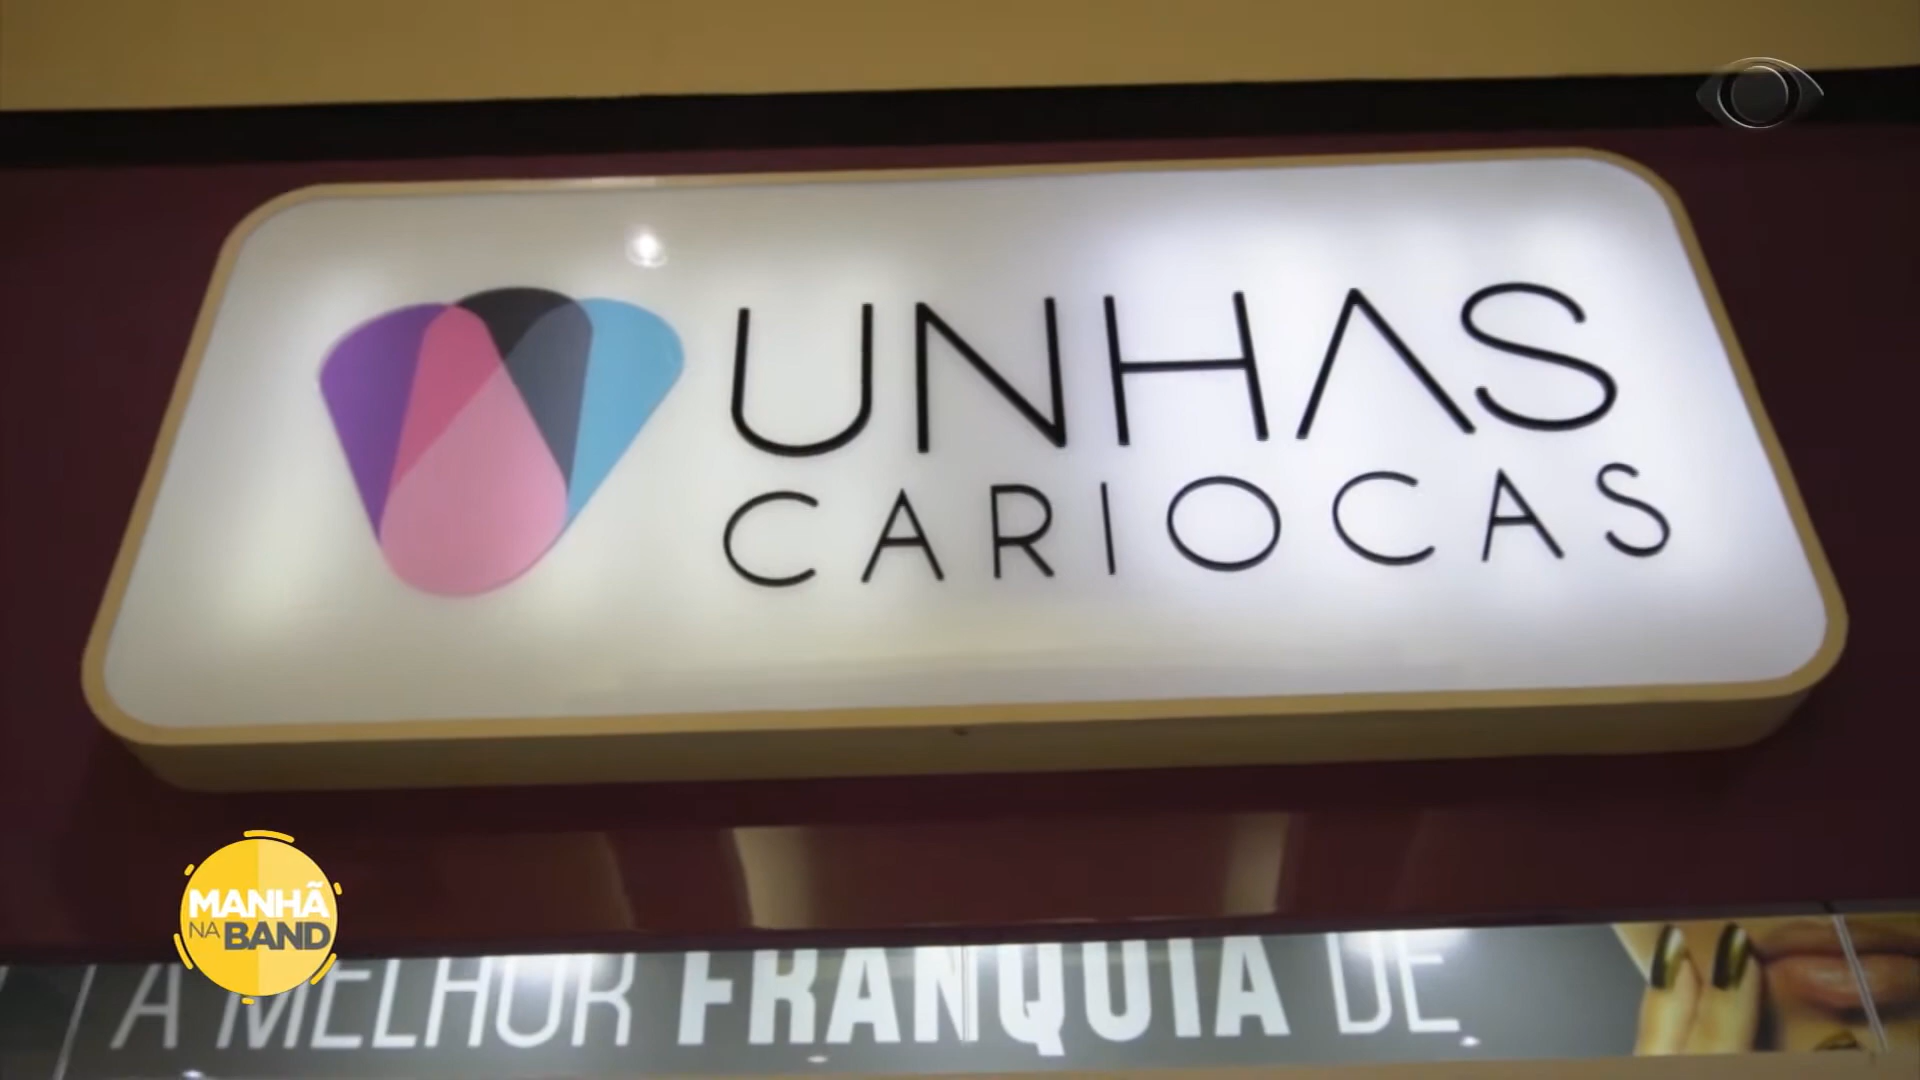 UNHAS
CARIOCAS
MANHÃ
NA BAND
A MELHOR FRANQUIA DE